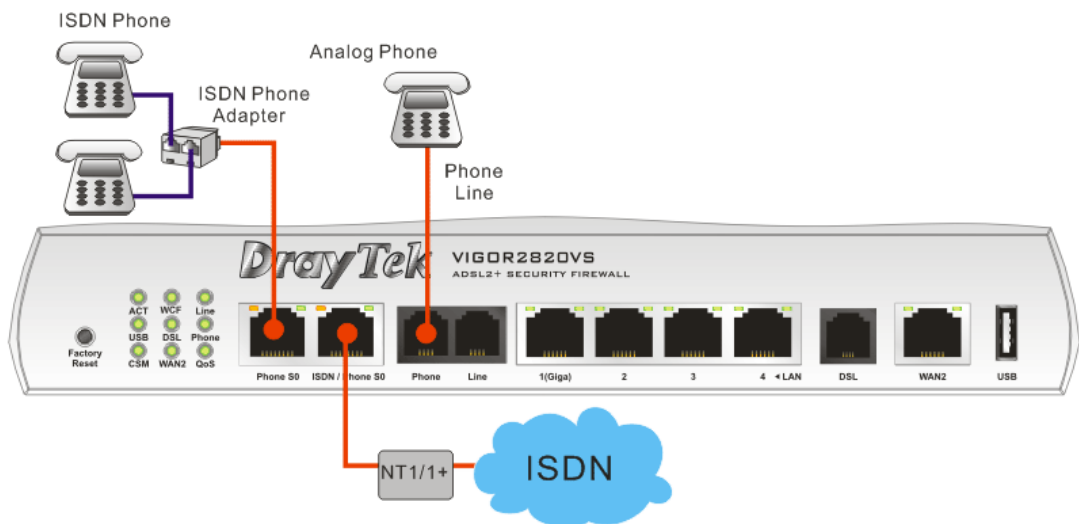 ISDN Phone
Analog Phone
ISDN Phone
Adapter
Phone
Line
DrayTek
VIGOR2820VS
ADSL2+ SECURITY FIREWALL
ACT WCF Line
USB DSL Phone
CSM WAN2 QoS
Factory
Reset
Phone S0 ISDN / Phone S0 Phone Line 1(Giga) 2 3 4 ◄ LAN DSL WAN2 USB
NT1/1+
ISDN